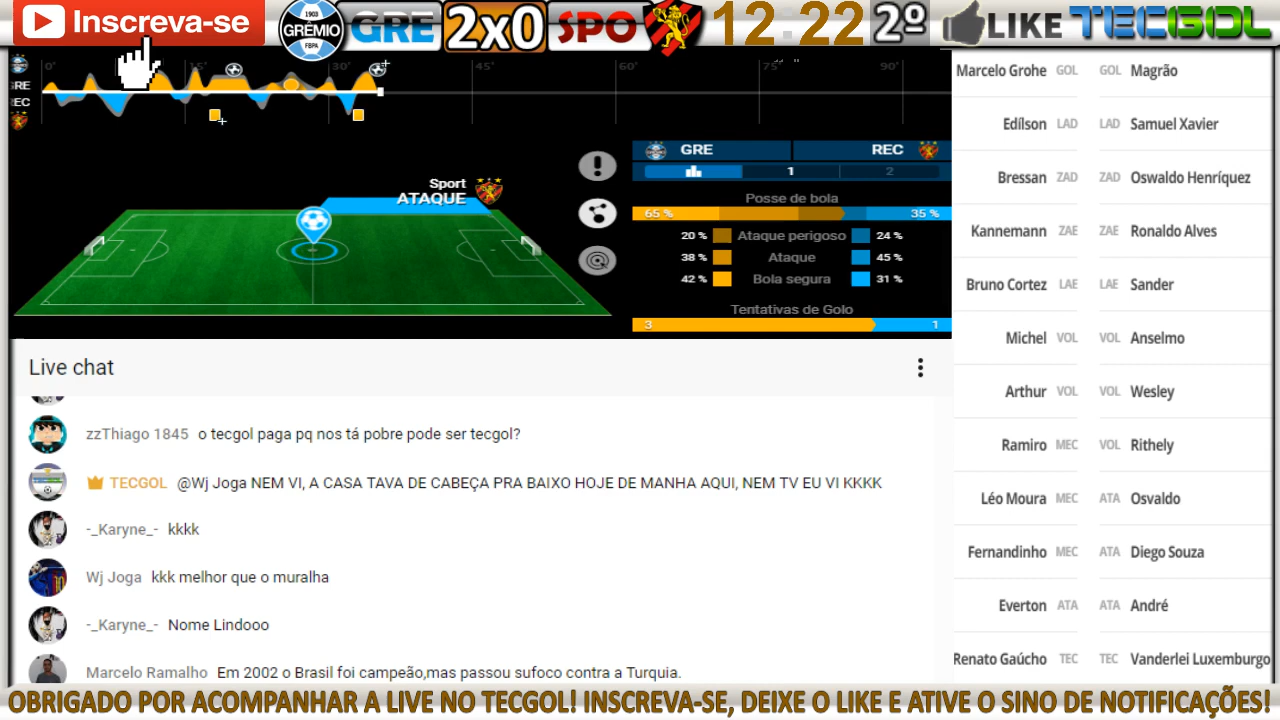 Inscreva-se
1903
GRÊMIO
FBPA
GRE 2x0 SPO 12:22 2º LIKE TECGOL
0' 15' 30' 45' 60' 75' 90'
GRE
REC
Sport
ATAQUE
GRE REC
1 2
Posse de bola
65 % 35 %
20 % Ataque perigoso 24 %
38 % Ataque 45 %
42 % Bola segura 31 %
Tentativas de Golo
3 1
Marcelo Grohe GOL GOL Magrão
Edílson LAD LAD Samuel Xavier
Bressan ZAD ZAD Oswaldo Henríquez
Kannemann ZAE ZAE Ronaldo Alves
Bruno Cortez LAE LAE Sander
Michel VOL VOL Anselmo
Arthur VOL VOL Wesley
Ramiro MEC VOL Rithely
Léo Moura MEC ATA Osvaldo
Fernandinho MEC ATA Diego Souza
Everton ATA ATA André
Renato Gaúcho TEC TEC Vanderlei Luxemburgo
Live chat
zzThiago 1845 o tecgol paga pq nos tá pobre pode ser tecgol?
TECGOL @Wj Joga NEM VI, A CASA TAVA DE CABEÇA PRA BAIXO HOJE DE MANHA AQUI, NEM TV EU VI KKKK
-_Karyne_- kkkk
Wj Joga kkk melhor que o muralha
-_Karyne_- Nome Lindooo
Marcelo Ramalho Em 2002 o Brasil foi campeão,mas passou sufoco contra a Turquia.
OBRIGADO POR ACOMPANHAR A LIVE NO TECGOL! INSCREVA-SE, DEIXE O LIKE E ATIVE O SINO DE NOTIFICAÇÕES!